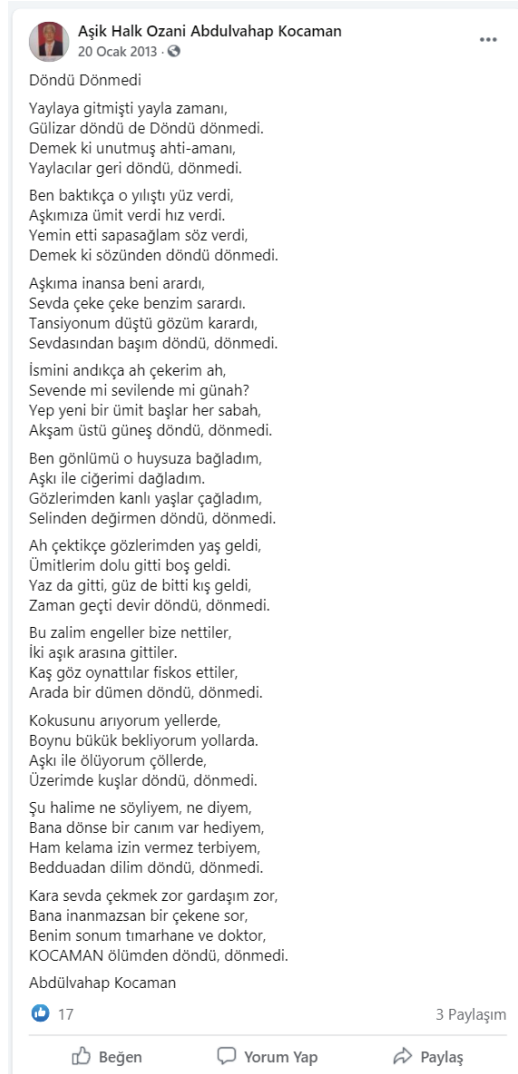 Aşik Halk Ozani Abdulvahap Kocaman
20 Ocak 2013 ·
Döndü Dönmedi
Yaylaya gitmişti yayla zamanı,
Gülizar döndü de Döndü dönmedi.
Demek ki unutmuş ahti-amanı,
Yaylacılar geri döndü, dönmedi.
Ben baktıkça o yılıştı yüz verdi,
Aşkımıza ümit verdi hız verdi.
Yemin etti sapasağlam söz verdi,
Demek ki sözünden döndü dönmedi.
Aşkıma inansa beni arardı,
Sevda çeke çeke benzim sarardı.
Tansiyonum düştü gözüm karardı,
Sevdasından başım döndü, dönmedi.
İsmini andıkça ah çekerim ah,
Sevende mi sevilende mi günah?
Yep yeni bir ümit başlar her sabah,
Akşam üstü güneş döndü, dönmedi.
Ben gönlümü o huysuza bağladım,
Aşkı ile ciğerimi dağladım.
Gözlerimden kanlı yaşlar çağladım,
Selinden değirmen döndü, dönmedi.
Ah çektikçe gözlerimden yaş geldi,
Ümitlerim dolu gitti boş geldi.
Yaz da gitti, güz de bitti kış geldi,
Zaman geçti devir döndü, dönmedi.
Bu zalim engeller bize nettiler,
İki aşık arasına gittiler.
Kaş göz oynattılar fiskos ettiler,
Arada bir dümen döndü, dönmedi.
Kokusunu arıyorum yellerde,
Boynu bükük bekliyorum yollarda.
Aşkı ile ölüyorum çöllerde,
Üzerimde kuşlar döndü, dönmedi.
Şu halime ne söyliyem, ne diyem,
Bana dönse bir canım var hediyem,
Ham kelama izin vermez terbiyem,
Bedduadan dilim döndü, dönmedi.
Kara sevda çekmek zor gardaşım zor,
Bana inanmazsan bir çekene sor,
Benim sonum tımarhane ve doktor,
KOCAMAN ölümden döndü, dönmedi.
Abdülvahap Kocaman
17
3 Paylaşım
Beğen
Yorum Yap
Paylaş